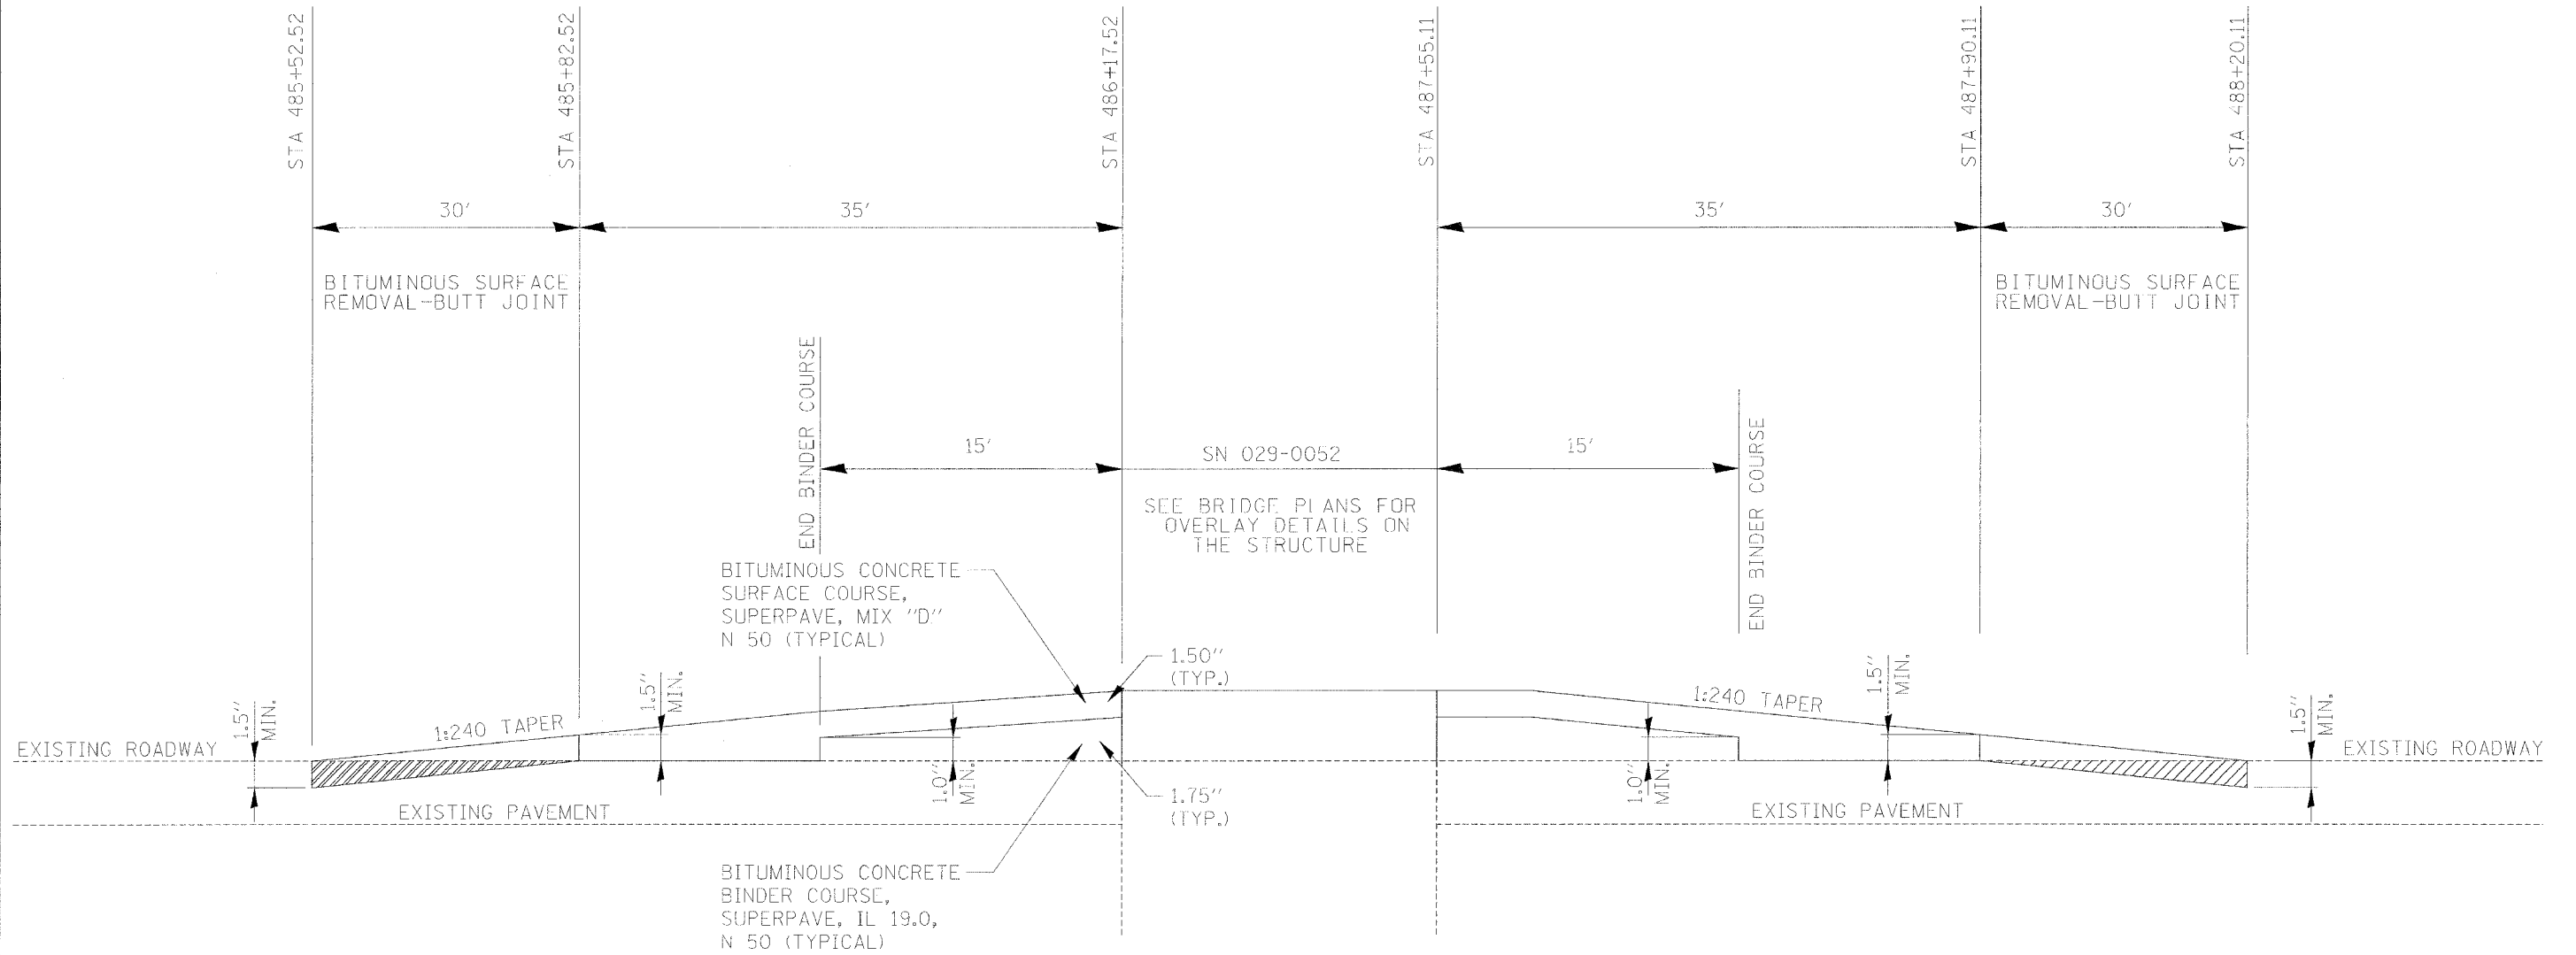 STA 485+52.52
STA 485+82.52
STA 486+17.52
STA 487+55.11
STA 487+90.11
STA 488+20.11
30'
35'
35'
30'
BITUMINOUS SURFACE
REMOVAL-BUTT JOINT
BITUMINOUS SURFACE
REMOVAL-BUTT JOINT
END BINDER COURSE
15'
SN 029-0052
15'
END BINDER COURSE
SEE BRIDGE PLANS FOR
OVERLAY DETAILS ON
THE STRUCTURE
BITUMINOUS CONCRETE
SURFACE COURSE,
SUPERPAVE, MIX "D"
N 50 (TYPICAL)
1.50"
(TYP.)
1.5"
MIN.
1:240 TAPER
1.5"
MIN.
1:240 TAPER
1.5"
MIN.
1.5"
MIN.
EXISTING ROADWAY
EXISTING ROADWAY
1.0"
MIN.
1.75"
(TYP.)
1.0"
MIN.
EXISTING PAVEMENT
EXISTING PAVEMENT
BITUMINOUS CONCRETE
BINDER COURSE,
SUPERPAVE, IL 19.0,
N 50 (TYPICAL)